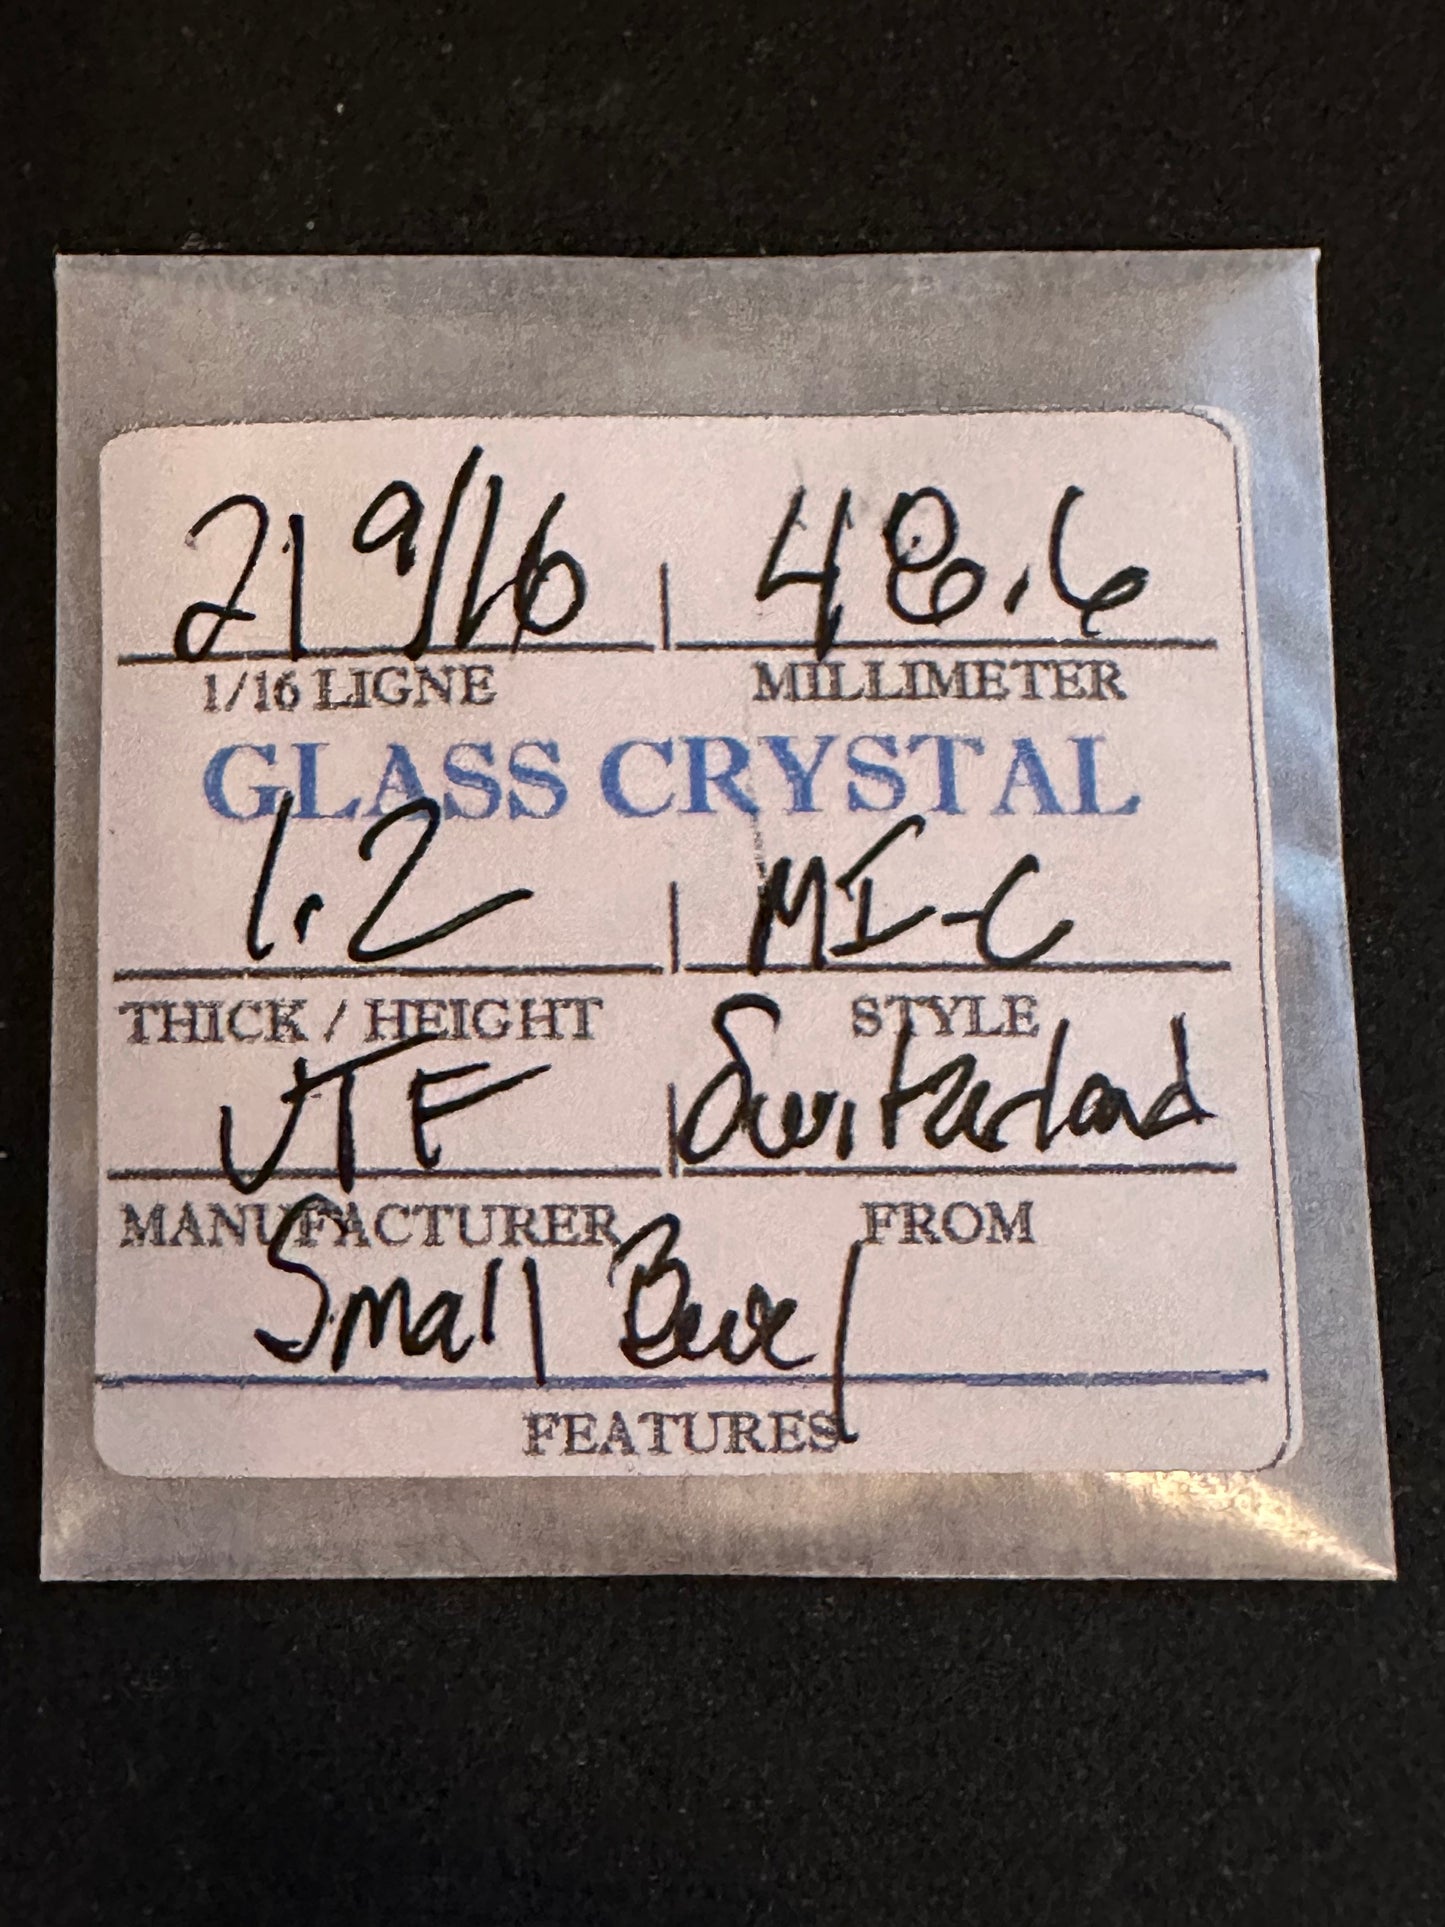 21 9/16 48.6
1/16 LIGNE MILLIMETER
GLASS CRYSTAL
1.2 MI-C
THICK / HEIGHT STYLE
VTF Switzerland
MANUFACTURER FROM
Small Bevel
FEATURES